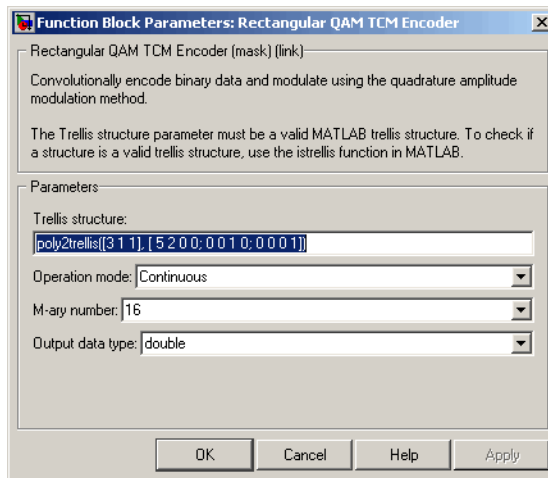 Function Block Parameters: Rectangular QAM TCM Encoder
Rectangular QAM TCM Encoder (mask) (link)
Convolutionally encode binary data and modulate using the quadrature amplitude
modulation method.
The Trellis structure parameter must be a valid MATLAB trellis structure. To check if
a structure is a valid trellis structure, use the istrellis function in MATLAB.
Parameters
Trellis structure:
poly2trellis([3 1 1], [ 5 2 0 0; 0 0 1 0; 0 0 0 1])
Operation mode: Continuous
M-ary number: 16
Output data type: double
OK Cancel Help Apply